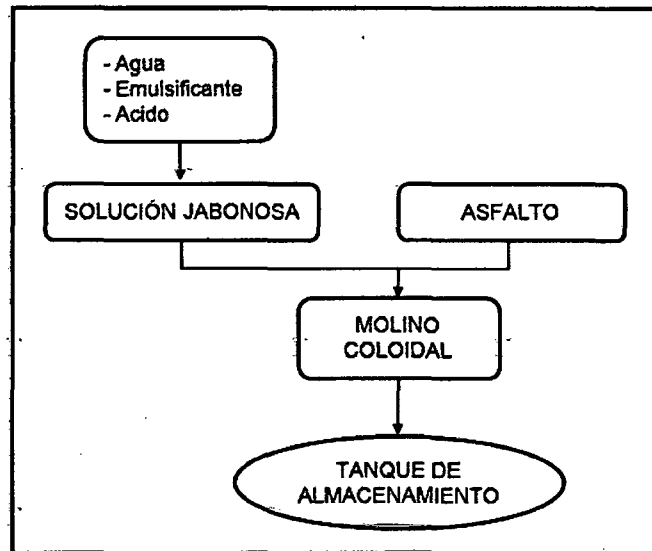 - Agua
- Emulsificante
- Acido
SOLUCIÓN JABONOSA
ASFALTO
MOLINO
COLOIDAL
TANQUE DE
ALMACENAMIENTO